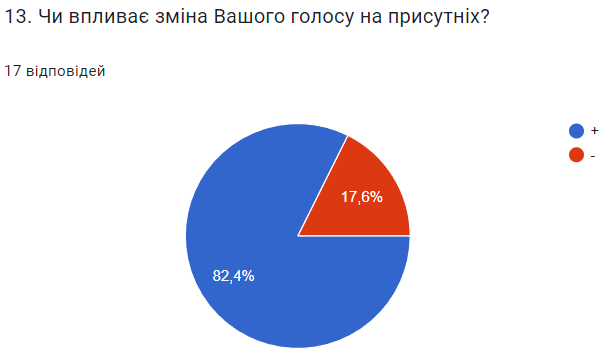 13. Чи впливає зміна Вашого голосу на присутніх?
17 відповідей
+
-
17,6%
82,4%